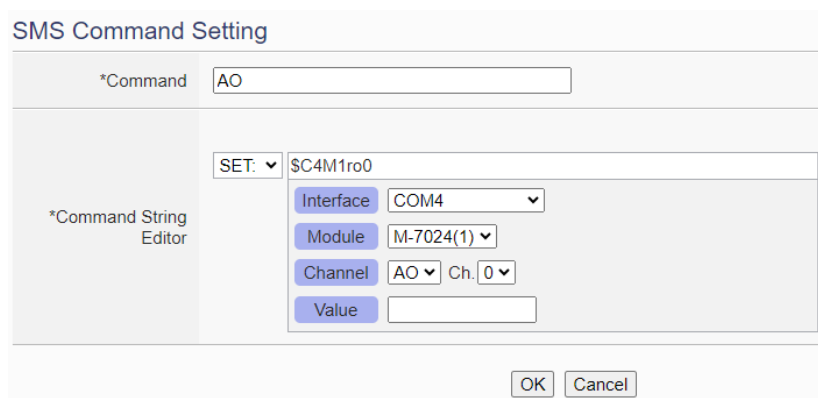 SMS Command Setting
*Command AO
SET: $C4M1ro0
*Command String Editor
Interface COM4
Module M-7024(1)
Channel AO Ch. 0
Value
OK Cancel